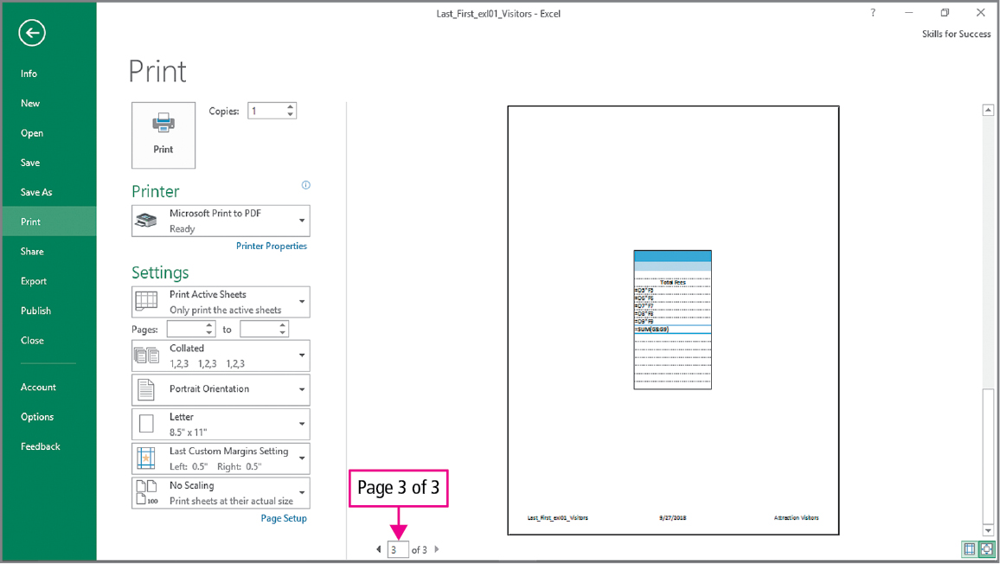 Last_First_exl01_Visitors - Excel
?
Skills for Success
Info
New
Open
Save
Save As
Print
Share
Export
Publish
Close
Account
Options
Feedback
Print
Print
Copies: 1
Printer
Microsoft Print to PDF
Ready
Printer Properties
Settings
Print Active Sheets
Only print the active sheets
Pages: to
Collated
1,2,3 1,2,3 1,2,3
Portrait Orientation
Letter
8.5" x 11"
Last Custom Margins Setting
Left: 0.5" Right: 0.5"
No Scaling
100 Print sheets at their actual size
Page Setup
Page 3 of 3
3 of 3
Total Fees
=D5*F5
=D6*F6
=D7*F7
=D8*F8
=D9*F9
=SUM(G5:G9)
Last_First_exl01_Visitors 9/27/2018 Attraction Visitors